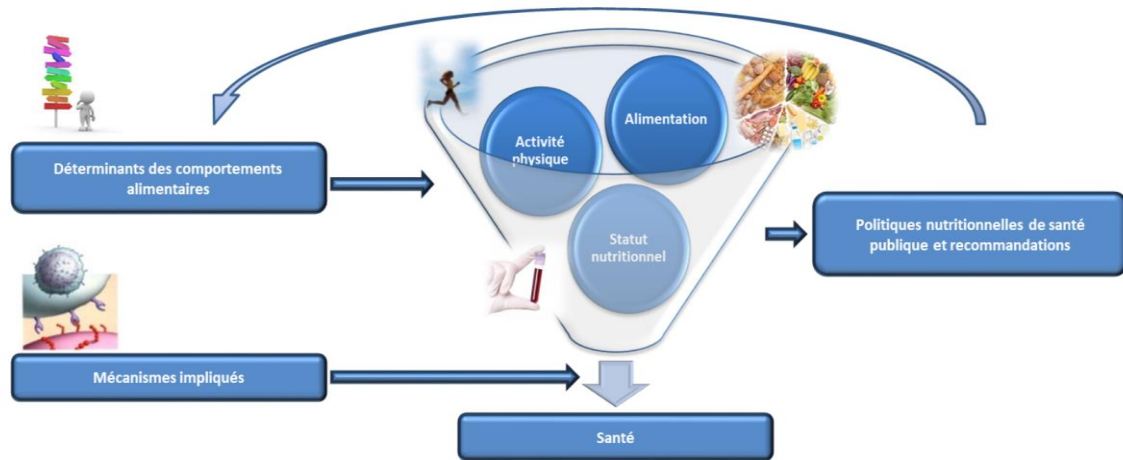 Déterminants des comportements
alimentaires
Activité
physique
Alimentation
Statut
nutritionnel
Politiques nutritionnelles de santé
publique et recommandations
Mécanismes impliqués
Santé